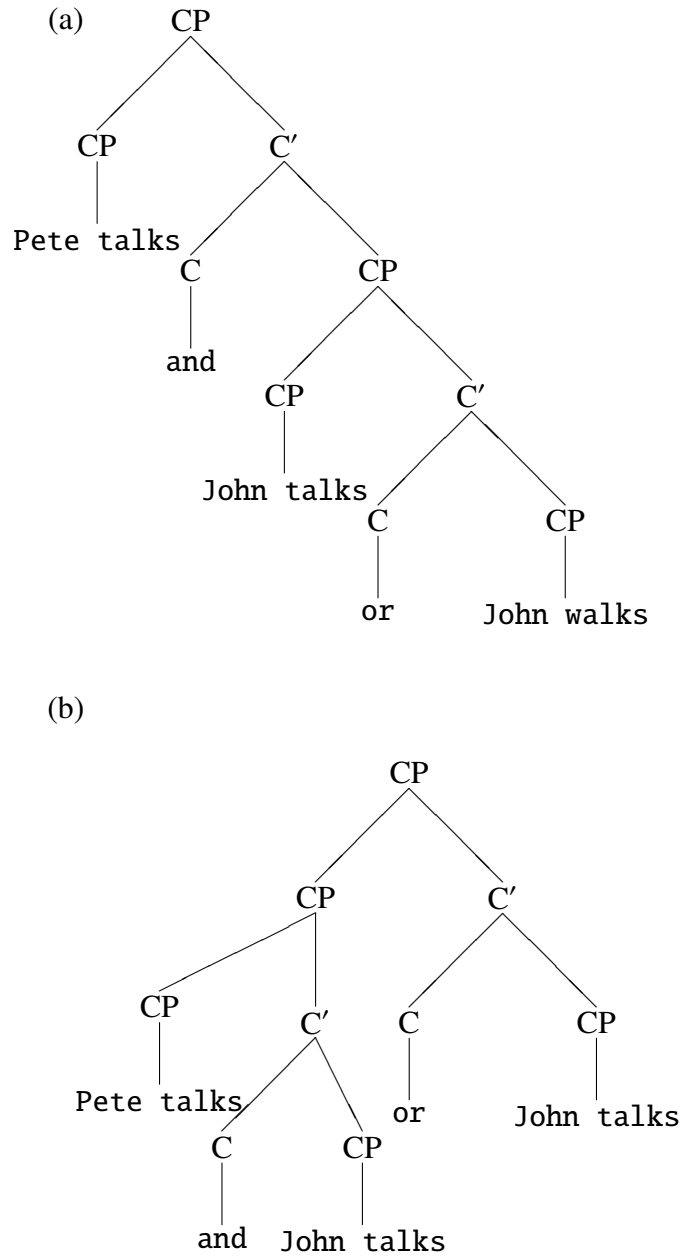 (a) CP
CP C′
Pete talks
C CP
and
CP C′
John talks
C CP
or John walks
(b)
CP
CP C′
CP C′ C CP
Pete talks or John talks
C CP
and John talks